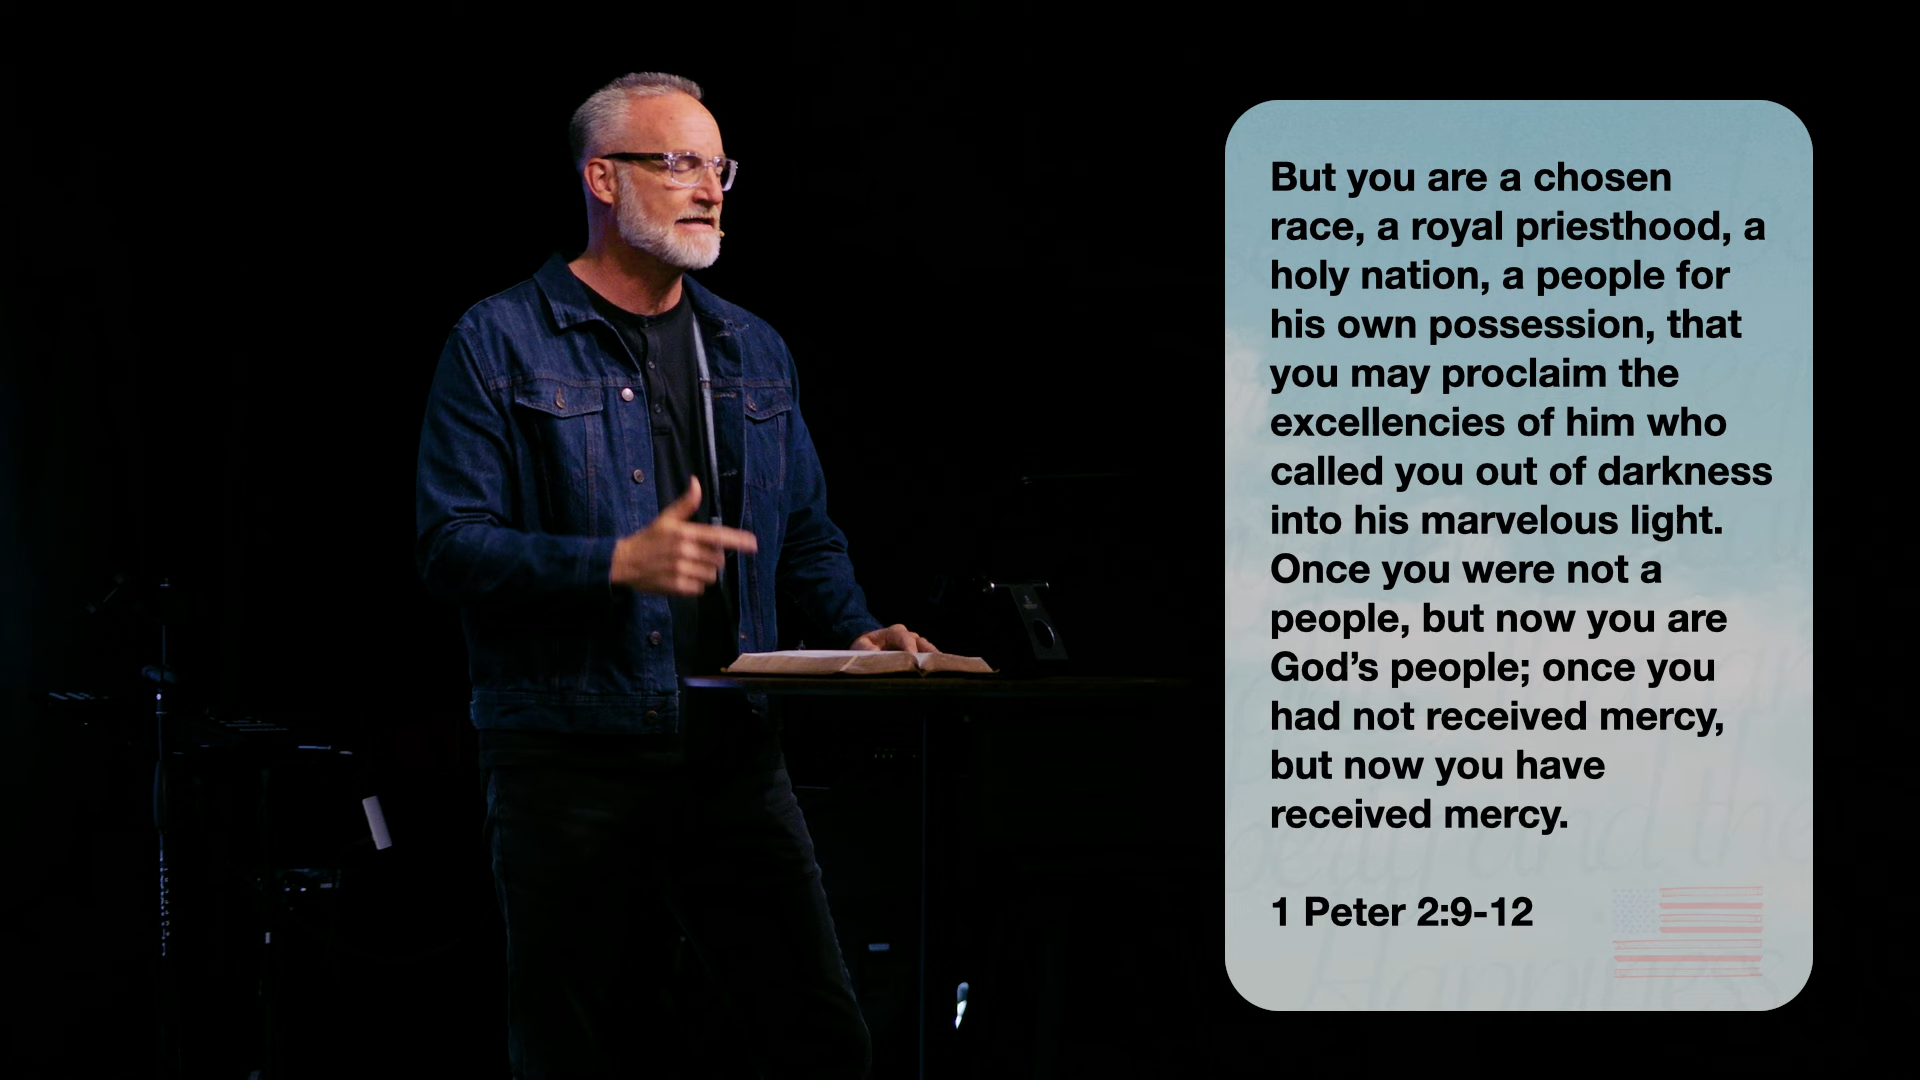 But you are a chosen
race, a royal priesthood, a
holy nation, a people for
his own possession, that
you may proclaim the
excellencies of him who
called you out of darkness
into his marvelous light.
Once you were not a
people, but now you are
God’s people; once you
had not received mercy,
but now you have
received mercy.
1 Peter 2:9-12
and the
Happiness